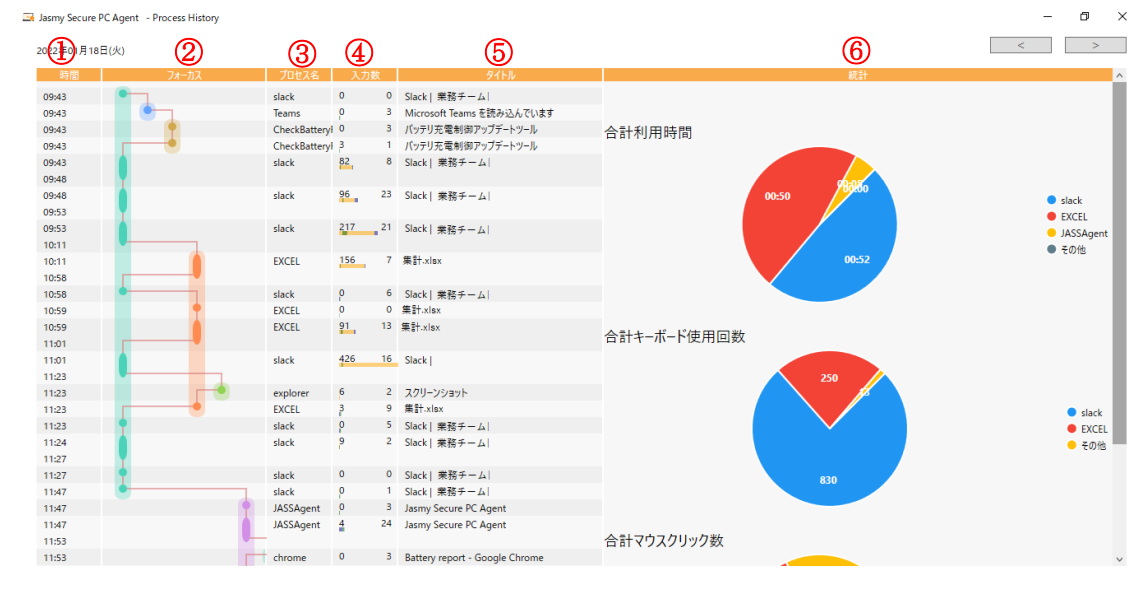 Jasmy Secure PC Agent - Process History
2022年01月18日(火)
① ② ③ ④ ⑤ ⑥
< >
時間 フォーカス プロセス名 入力数 タイトル 統計
09:43 slack 0 0 Slack | 業務チーム |
09:43 Teams 0 3 Microsoft Teams を読み込んでいます
09:43 CheckBattery 0 3 バッテリ充電制御アップデートツール
09:43 CheckBattery 3 1 バッテリ充電制御アップデートツール
09:43 slack 82 8 Slack | 業務チーム |
09:48
09:48 slack 96 23 Slack | 業務チーム |
09:53
09:53 slack 217 21 Slack | 業務チーム |
10:11
10:11 EXCEL 156 7 集計.xlsx
10:58
10:58 slack 0 6 Slack | 業務チーム |
10:59 EXCEL 0 0 集計.xlsx
10:59 EXCEL 91 13 集計.xlsx
11:01
11:01 slack 426 16 Slack |
11:23
11:23 explorer 6 2 スクリーンショット
11:23 EXCEL 3 9 集計.xlsx
11:23 slack 0 5 Slack | 業務チーム |
11:24 slack 9 2 Slack | 業務チーム |
11:27
11:27 slack 0 0 Slack | 業務チーム |
11:47 slack 0 1 Slack | 業務チーム |
11:47 JASSAgent 0 3 Jasmy Secure PC Agent
11:47 JASSAgent 4 24 Jasmy Secure PC Agent
11:53
11:53 chrome 0 3 Battery report - Google Chrome
合計利用時間
00:50
00:52
slack
EXCEL
JASSAgent
その他
合計キーボード使用回数
250
830
slack
EXCEL
その他
合計マウスクリック数